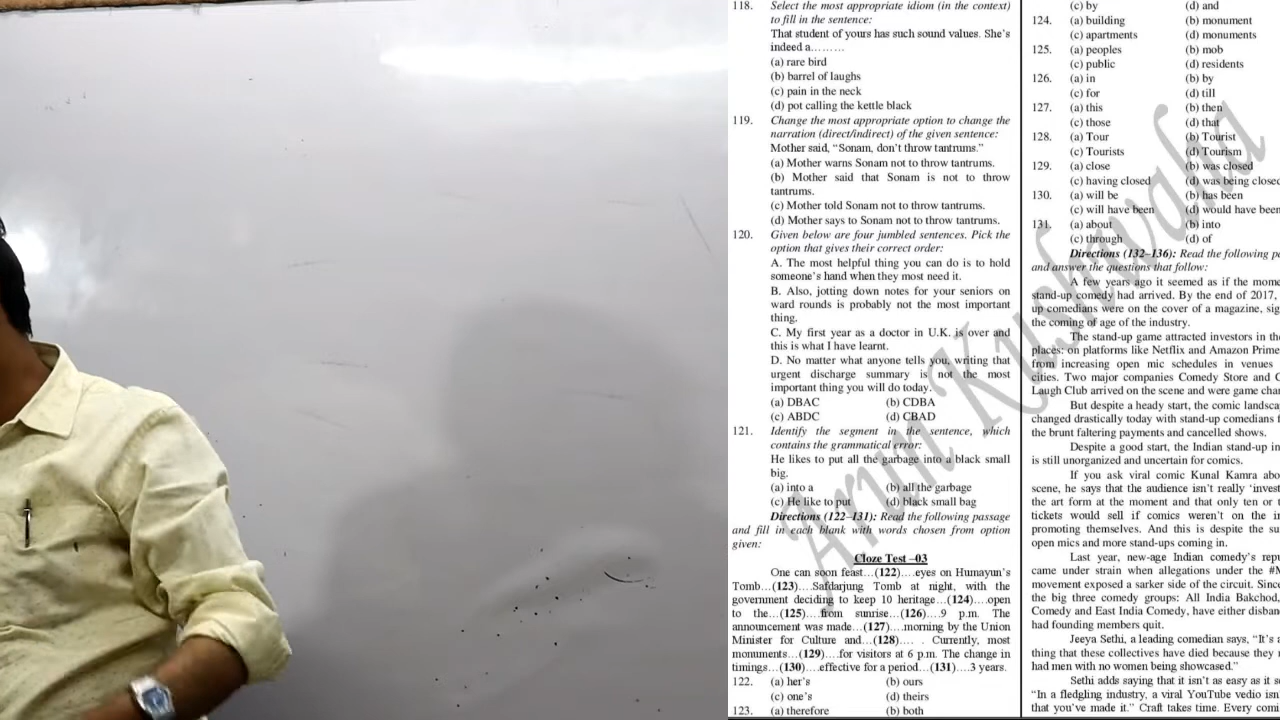 118. Select the most appropriate idiom (in the context)
to fill in the sentence:
That student of yours has such sound values. She's
indeed a………
(a) rare bird
(b) barrel of laughs
(c) pain in the neck
(d) pot calling the kettle black
119. Change the most appropriate option to change the
narration (direct/indirect) of the given sentence:
Mother said, “Sonam, don't throw tantrums.”
(a) Mother warns Sonam not to throw tantrums.
(b) Mother said that Sonam is not to throw
tantrums.
(c) Mother told Sonam not to throw tantrums.
(d) Mother says to Sonam not to throw tantrums.
120. Given below are four jumbled sentences. Pick the
option that gives their correct order:
A. The most helpful thing you can do is to hold
someone's hand when they most need it.
B. Also, jotting down notes for your seniors on
ward rounds is probably not the most important
thing.
C. My first year as a doctor in U.K. is over and
this is what I have learnt.
D. No matter what anyone tells you, writing that
urgent discharge summary is not the most
important thing you will do today.
(a) DBAC (b) CDBA
(c) ABDC (d) CBAD
121. Identify the segment in the sentence, which
contains the grammatical error:
He likes to put all the garbage into a black small
big.
(a) into a (b) all the garbage
(c) He like to put (d) black small bag
Directions (122–131): Read the following passage
and fill in each blank with words chosen from option
given:
Cloze Test –03
One can soon feast…(122)….eyes on Humayun's
Tomb…(123)….Safdarjung Tomb at night, with the
government deciding to keep 10 heritage…(124)….open
to the…(125)….from sunrise…(126)….9 p.m. The
announcement was made…(127)….morning by the Union
Minister for Culture and…(128)…. . Currently, most
monuments…(129)….for visitors at 6 p.m. The change in
timings…(130)….effective for a period…(131)….3 years.
122. (a) her's (b) ours
(c) one's (d) theirs
123. (a) therefore (b) both
(c) by (d) and
124. (a) building (b) monument
(c) apartments (d) monuments
125. (a) peoples (b) mob
(c) public (d) residents
126. (a) in (b) by
(c) for (d) till
127. (a) this (b) then
(c) those (d) that
128. (a) Tour (b) Tourist
(c) Tourists (d) Tourism
129. (a) close (b) was closed
(c) having closed (d) was being closed
130. (a) will be (b) has been
(c) will have been (d) would have been
131. (a) about (b) into
(c) through (d) of
Directions (132–136): Read the following
and answer the questions that follow:
A few years ago it seemed as if the
stand-up comedy had arrived. By the end of 2017,
up comedians were on the cover of a magazine,
the coming of age of the industry.
The stand-up game attracted investors in
places: on platforms like Netflix and Amazon Prime
from increasing open mic schedules in venues
cities. Two major companies Comedy Store and
Laugh Club arrived on the scene and were game
But despite a heady start, the comic
changed drastically today with stand-up comedians
the brunt faltering payments and cancelled shows.
Despite a good start, the Indian stand-up
is still unorganized and uncertain for comics.
If you ask viral comic Kunal Kamra
scene, he says that the audience isn't really
the art form at the moment and that only ten or
tickets would sell if comics weren't on the
promoting themselves. And this is despite the
open mics and more stand-ups coming in.
Last year, new-age Indian comedy's
came under strain when allegations under the
movement exposed a sarker side of the circuit.
the big three comedy groups: All India Bakchod,
Comedy and East India Comedy, have either
had founding members quit.
Jeeya Sethi, a leading comedian says, “It's
thing that these collectives have died because they
had men with no women being showcased.”
Sethi adds saying that it isn't as easy as it
“In a fledgling industry, a viral YouTube vedio
that you've made it.” Craft takes time. Every
Arun Kushwaha